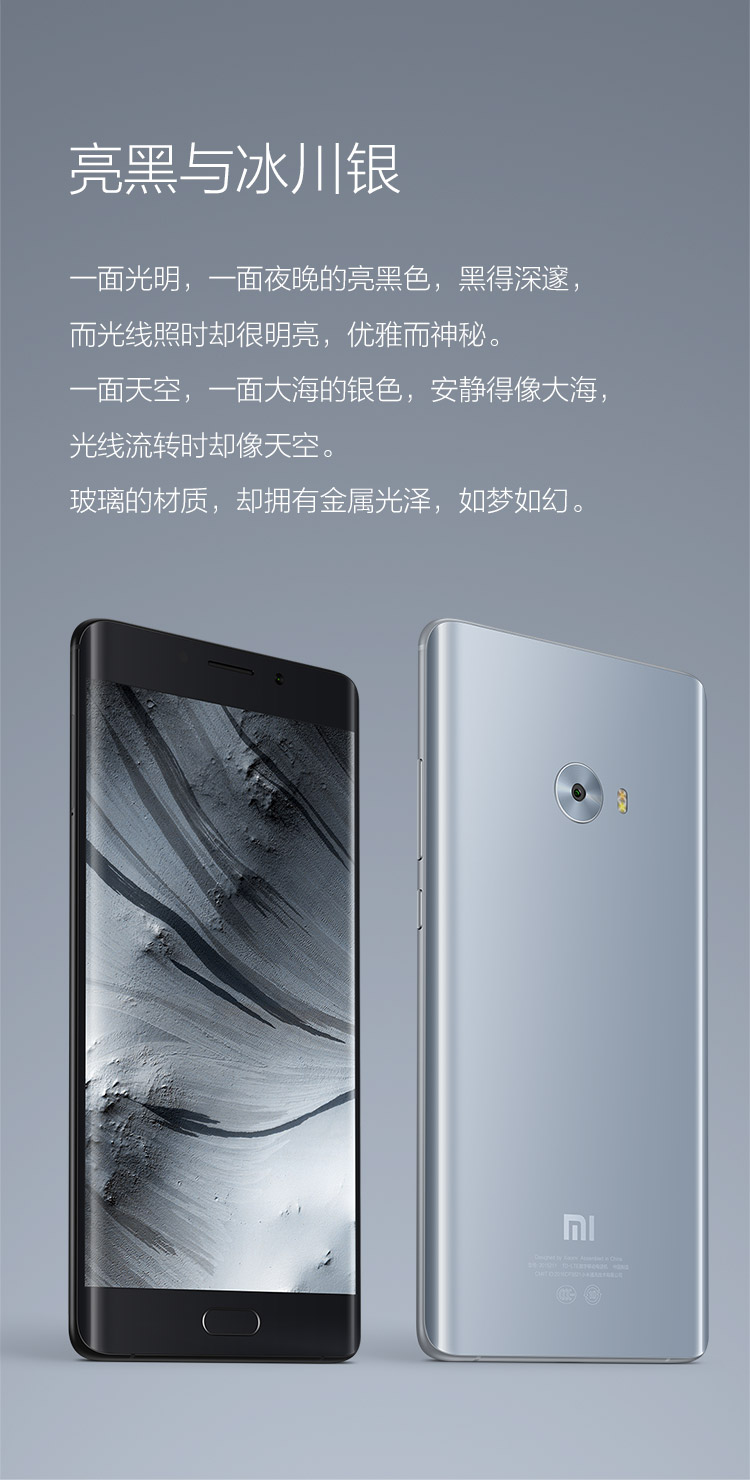 亮黑与冰川银
一面光明，一面夜晚的亮黑色，黑得深邃，
而光线照时却很明亮，优雅而神秘。
一面天空，一面大海的银色，安静得像大海，
光线流转时却像天空。
玻璃的材质，却拥有金属光泽，如梦如幻。
MI